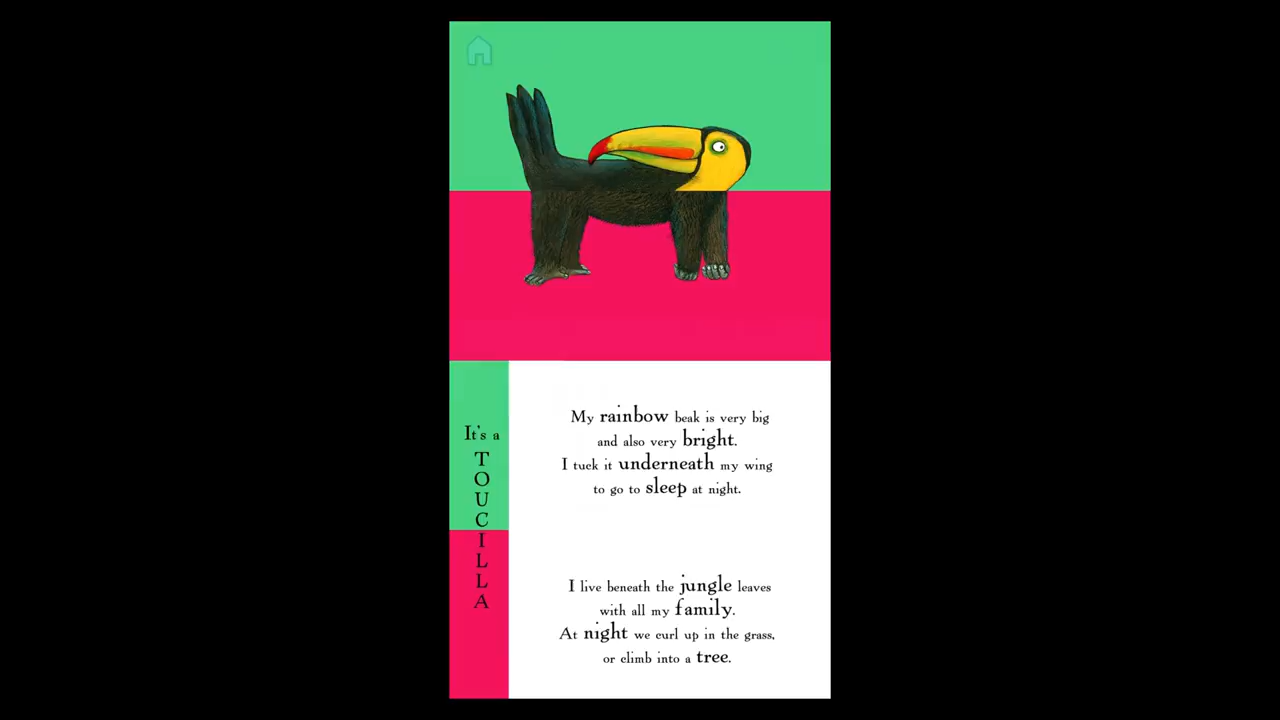 It's a
TOUCILLA
My rainbow beak is very big
and also very bright.
I tuck it underneath my wing
to go to sleep at night.
I live beneath the jungle leaves
with all my family.
At night we curl up in the grass,
or climb into a tree.